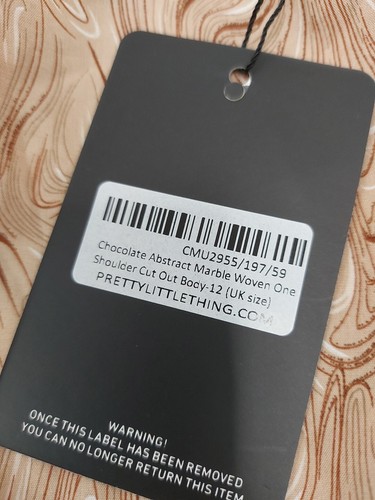 CMU2955/197/59
Chocolate Abstract Marble Woven One
Shoulder Cut Out Body-12 (UK size)
PRETTYLITTLETHING.COM
WARNING!
ONCE THIS LABEL HAS BEEN REMOVED
YOU CAN NO LONGER RETURN THIS ITEM